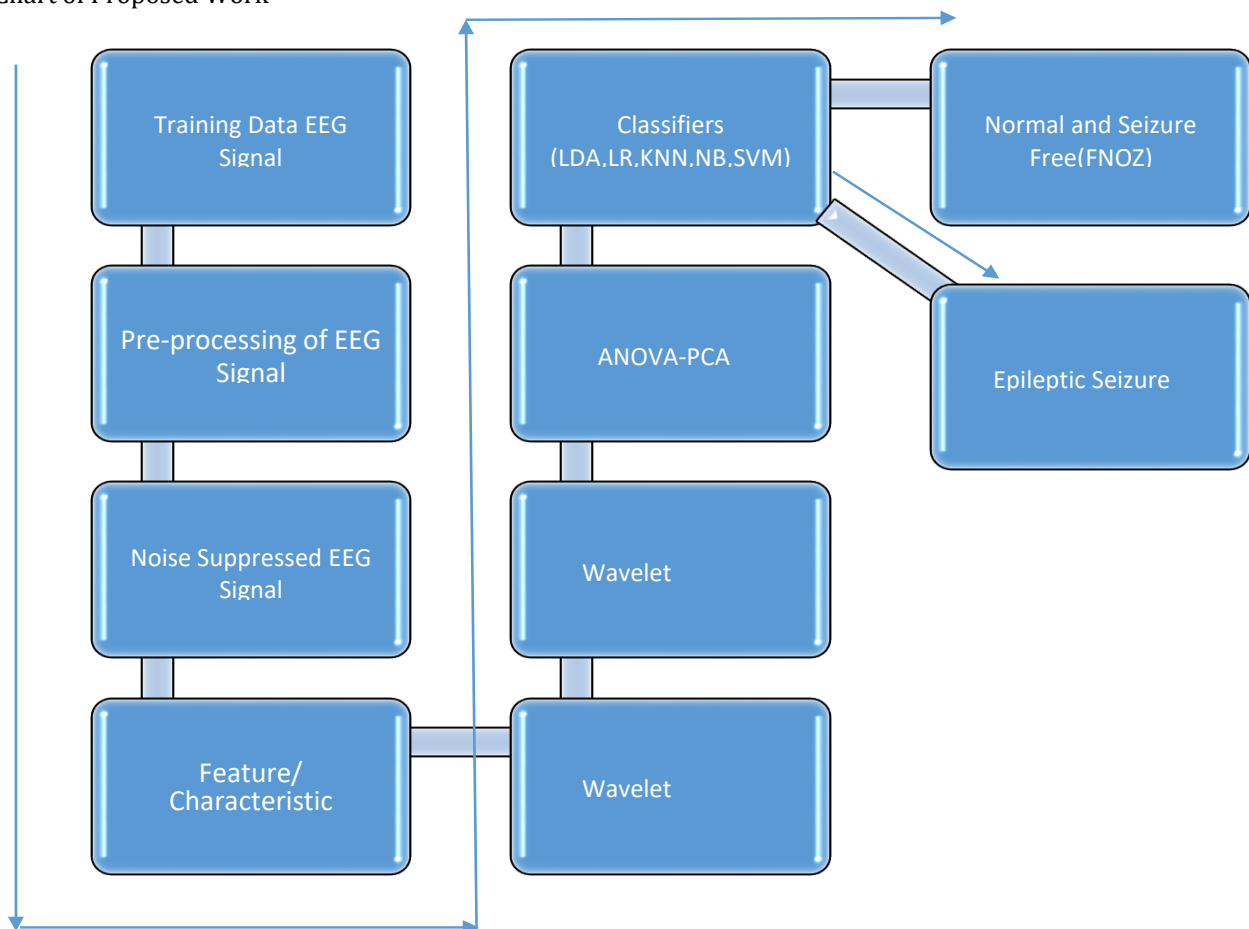 Chart of Proposed Work
Training Data EEG
Signal
Pre-processing of EEG
Signal
Noise Suppressed EEG
Signal
Feature/
Characteristic
Wavelet
Wavelet
ANOVA-PCA
Classifiers
(LDA,LR,KNN,NB,SVM)
Normal and Seizure
Free(FNOZ)
Epileptic Seizure